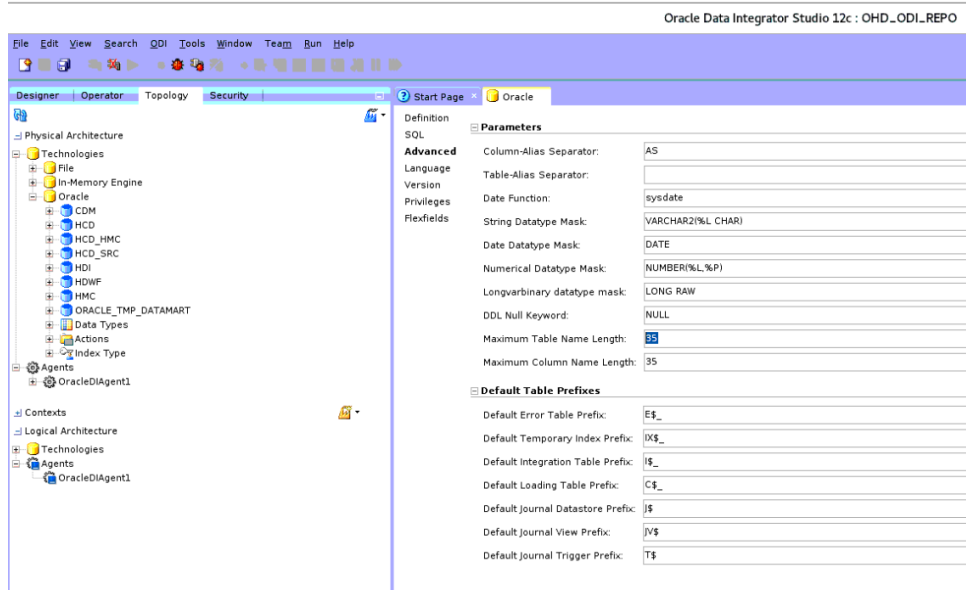 Oracle Data Integrator Studio 12c : OHD_ODI_REPO
File Edit View Search ODI Tools Window Team Run Help
Designer Operator Topology Security
Physical Architecture
Technologies
File
In-Memory Engine
Oracle
CDM
HCD
HCD_HMC
HCD_SRC
HDI
HDWF
HMC
ORACLE_TMP_DATAMART
Data Types
Actions
Index Type
Agents
OracleDIAgent1
Contexts
Logical Architecture
Technologies
Agents
OracleDIAgent1
Start Page Oracle
Definition
SQL
Advanced
Language
Version
Privileges
Flexfields
Parameters
Column-Alias Separator: AS
Table-Alias Separator:
Date Function: sysdate
String Datatype Mask: VARCHAR2(%L CHAR)
Date Datatype Mask: DATE
Numerical Datatype Mask: NUMBER(%L,%P)
Longvarbinary datatype mask: LONG RAW
DDL Null Keyword: NULL
Maximum Table Name Length: 35
Maximum Column Name Length: 35
Default Table Prefixes
Default Error Table Prefix: E$_
Default Temporary Index Prefix: IX$_
Default Integration Table Prefix: I$_
Default Loading Table Prefix: C$_
Default Journal Datastore Prefix: J$
Default Journal View Prefix: JV$
Default Journal Trigger Prefix: T$